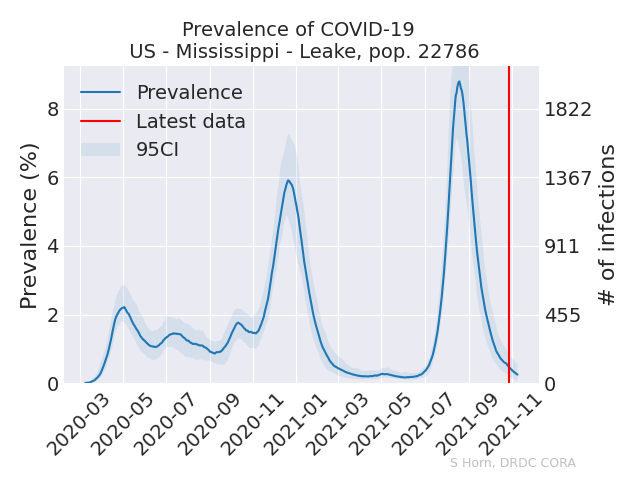 Prevalence of COVID-19
US - Mississippi - Leake, pop. 22786
Prevalence (%)
8
6
4
2
0
Prevalence
Latest data
95CI
1822
1367
911
455
0
# of infections
2020-03
2020-05
2020-07
2020-09
2020-11
2021-01
2021-03
2021-05
2021-07
2021-09
2021-11
S Horn, DRDC CORA